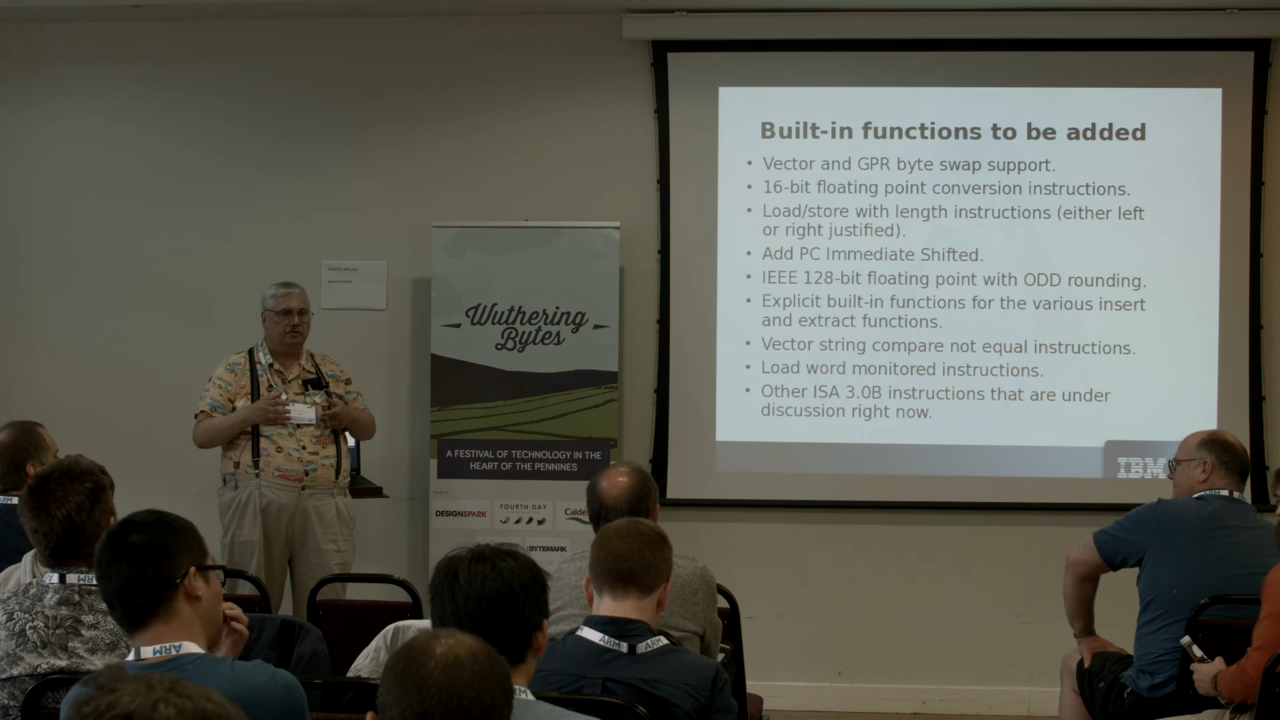 Built-in functions to be added
• Vector and GPR byte swap support.
• 16-bit floating point conversion instructions.
• Load/store with length instructions (either left
or right justified).
• Add PC Immediate Shifted.
• IEEE 128-bit floating point with ODD rounding.
• Explicit built-in functions for the various insert
and extract functions.
• Vector string compare not equal instructions.
• Load word monitored instructions.
• Other ISA 3.0B instructions that are under
discussion right now.
IBM
Wuthering
Bytes
A FESTIVAL OF TECHNOLOGY IN THE
HEART OF THE PENNINES
DESIGNSPARK
FOURTH DAY
Calde
:BYTEMARK
ARM
ARM
ARM
ARM